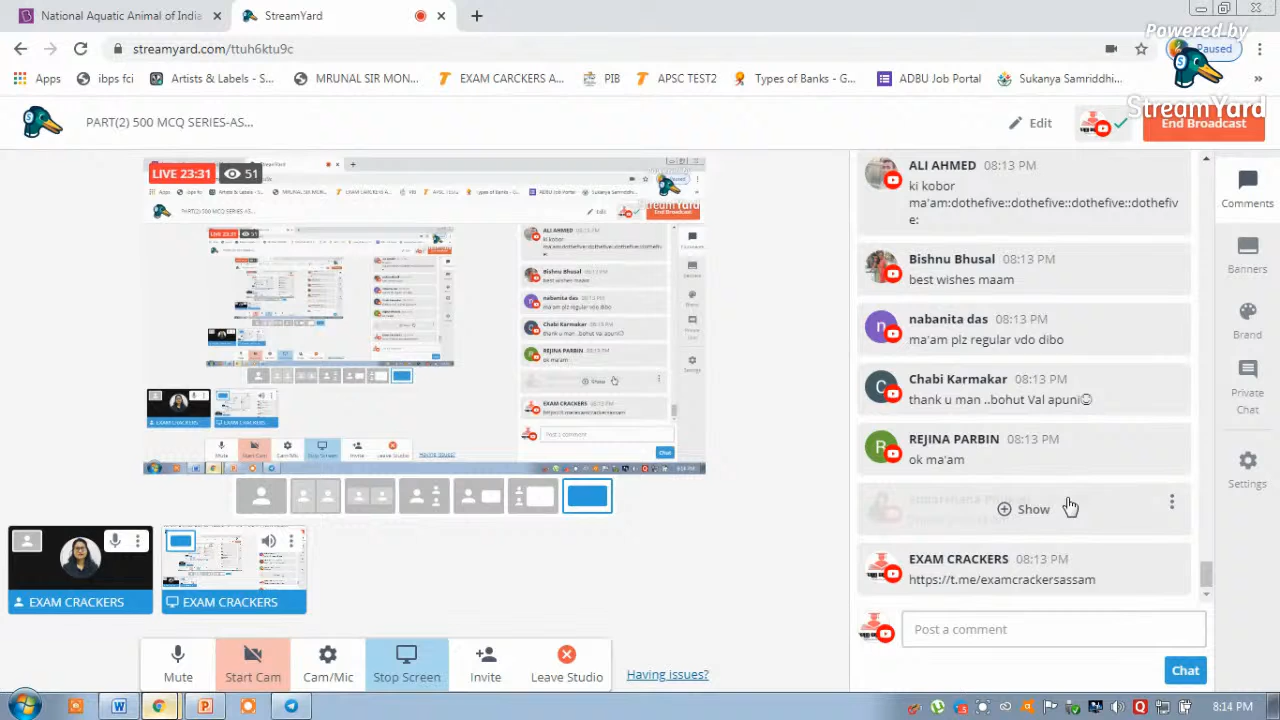 National Aquatic Animal of India
StreamYard
streamyard.com/ttuh6ktu9c
Paused
Powered by
StreamYard
Apps
ibps fci
Artists & Labels - S...
MRUNAL SIR MON...
EXAM CARCKERS A...
PIB
APSC TEST2
Types of Banks - G...
ADBU Job Portal
Sukanya Samriddhi...
PART(2) 500 MCQ SERIES-AS...
Edit
End Broadcast
LIVE 23:31
51
ALI AHMED 08:13 PM
ki kobor
ma:dothefive::dothefive::dothefive::dothefiv
e:
Bishnu Bhusal 08:13 PM
best wishes maam
nabanita das 08:13 PM
ma'am plz regular vdo dibo
Chabi Karmakar 08:13 PM
thank u man ..bohut val apuni😊
REJINA PARBIN 08:13 PM
ok ma'am
Show
EXAM CRACKERS 08:13 PM
https://t.me/examcrackersassam
Post a comment
Chat
Comments
Banners
Brand
Private
Chat
Settings
EXAM CRACKERS
EXAM CRACKERS
Mute
Start Cam
Cam/Mic
Stop Screen
Invite
Leave Studio
Having issues?
8:14 PM